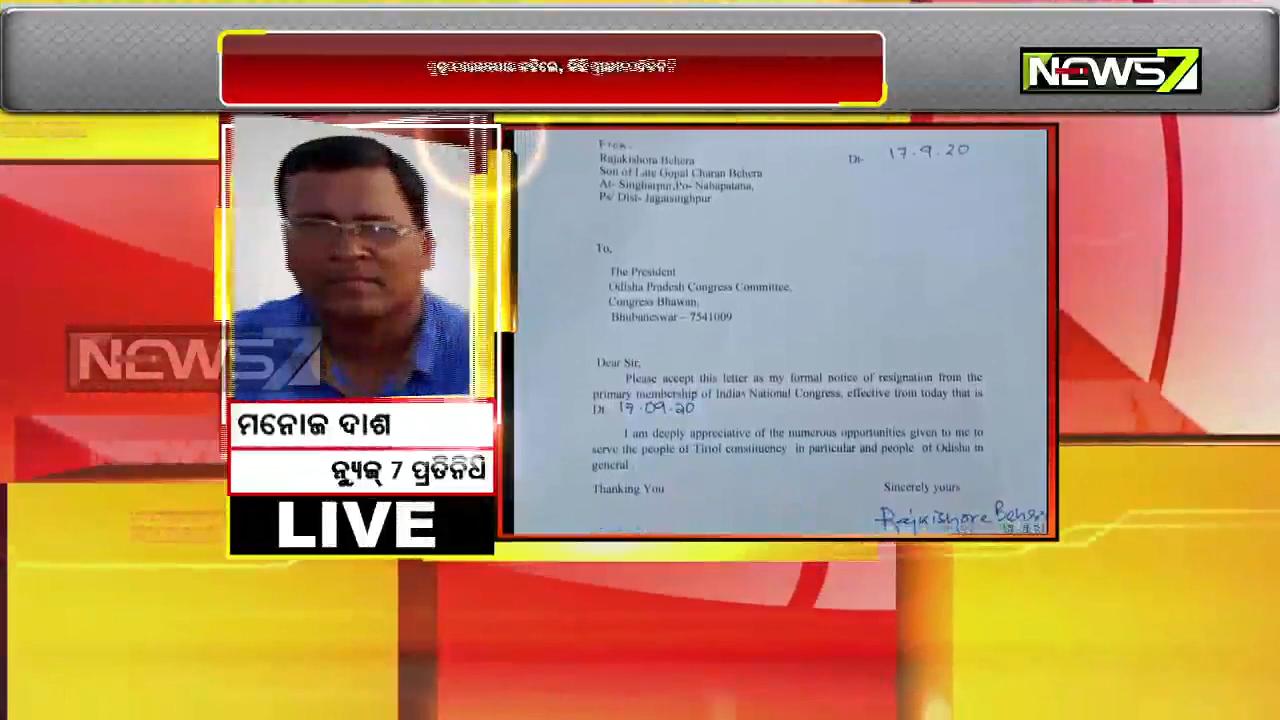 NEWS7
From,
Rajakishora Behera
Dt- 17.9.20
Son of Late Gopal Charan Behera
At- Singharpur,Po- Nabapatana,
Ps/ Dist- Jagatsinghpur
To,
The President
Odisha Pradesh Congress Committee,
Congress Bhawan,
Bhubaneswar – 7541009
Dear Sir,
Please accept this letter as my formal notice of resignation from the
primary membership of Indian National Congress, effective from today that is
Dt 17.09.20
I am deeply appreciative of the numerous opportunities given to me to
serve the people of Tirtol constituency in particular and people of Odisha in
general
Thanking You
Sincerely yours
Rajkishore Behera
NEWS7
ମନୋଜ ଦାଶ
ନ୍ୟୁଜ୍ 7 ପ୍ରତିନିଧି
LIVE